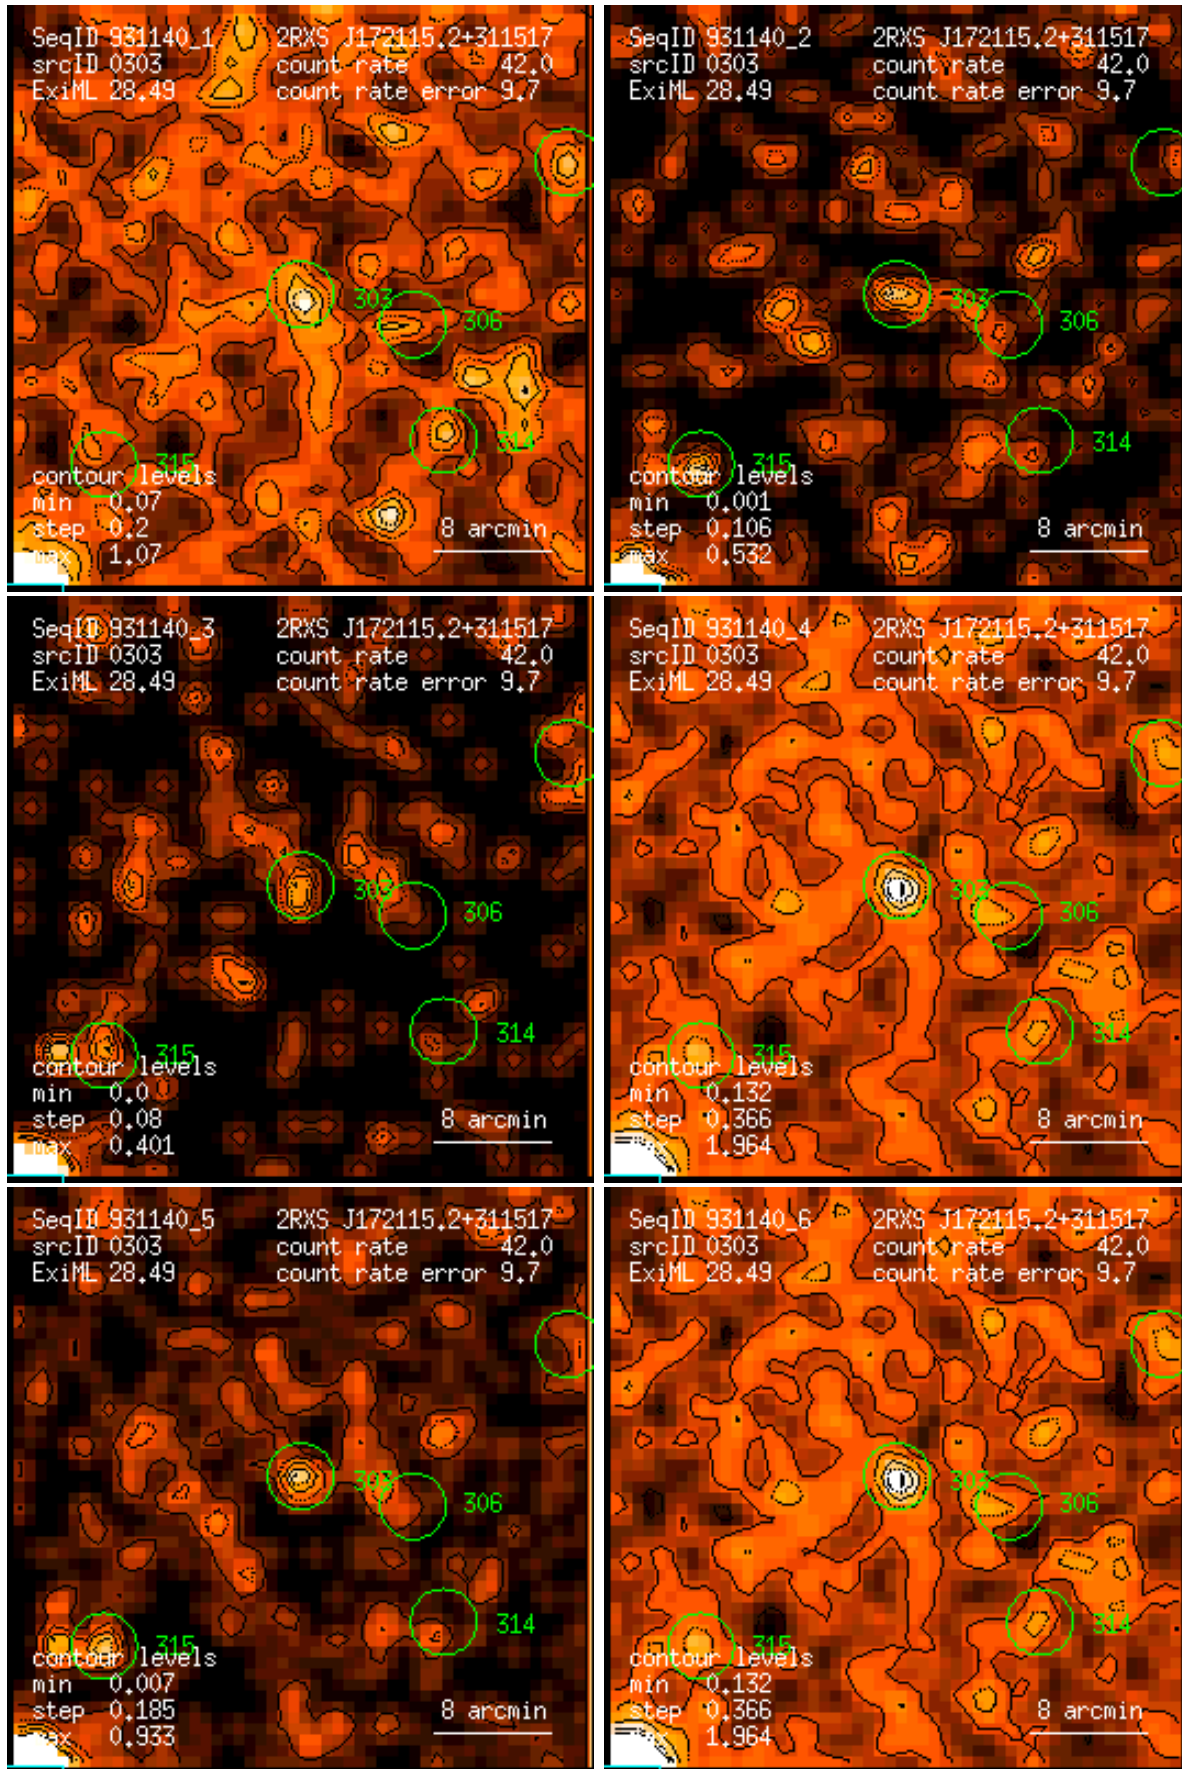 SeqID 931140_1 2RXS J172115.2+311517
srcID 0303 count rate 42.0
ExiML 28.49 count rate error 9.7
303
306
314
315
contour levels
min 0.07
step 0.2 8 arcmin
max 1.07
SeqID 931140_2 2RXS J172115.2+311517
srcID 0303 count rate 42.0
ExiML 28.49 count rate error 9.7
303
306
314
315
contour levels
min 0.001
step 0.106 8 arcmin
max 0.532
SeqID 931140_3 2RXS J172115.2+311517
srcID 0303 count rate 42.0
ExiML 28.49 count rate error 9.7
303
306
314
315
contour levels
min 0.0
step 0.08 8 arcmin
max 0.401
SeqID 931140_4 2RXS J172115.2+311517
srcID 0303 count rate 42.0
ExiML 28.49 count rate error 9.7
303
306
314
315
contour levels
min 0.132
step 0.366 8 arcmin
1.964
SeqID 931140_5 2RXS J172115.2+311517
srcID 0303 count rate 42.0
ExiML 28.49 count rate error 9.7
303
306
314
315
contour levels
min 0.007
step 0.185 8 arcmin
max 0.933
SeqID 931140_6 2RXS J172115.2+311517
srcID 0303 count rate 42.0
ExiML 28.49 count rate error 9.7
303
306
314
315
contour levels
min 0.132
step 0.366 8 arcmin
1.964